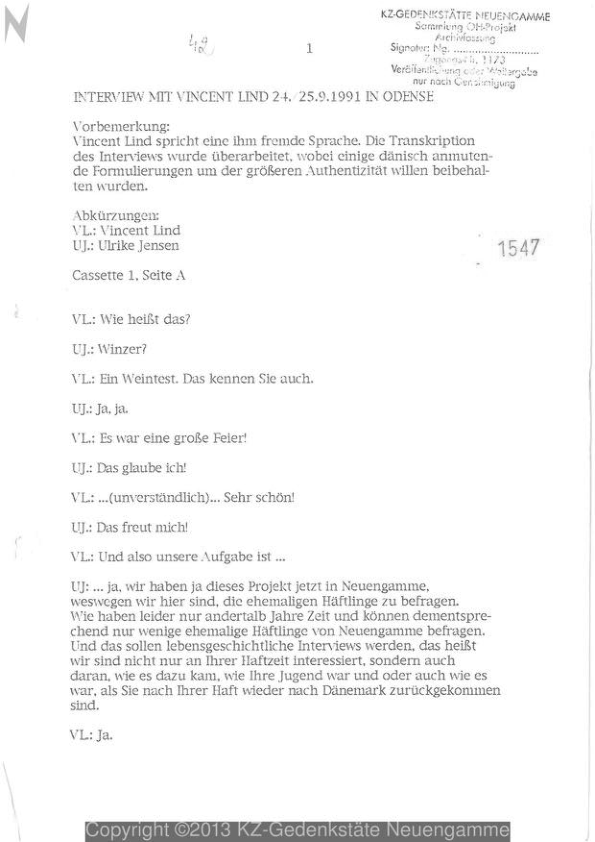 KZ-GEDENKSTÄTTE NEUENGAMME
Sammlung OH-Projekt
Archivfassung
Signatur: Ng.
1173
Veröffentlichung oder Weitergabe
nur nach Genehmigung
N
1
INTERVIEW MIT VINCENT LIND 24./25.9.1991 IN ODENSE
Vorbemerkung:
Vincent Lind spricht eine ihm fremde Sprache. Die Transkription
des Interviews wurde überarbeitet, wobei einige dänisch anmuten-
de Formulierungen um der größeren Authentizität willen beibehal-
ten wurden.
Abkürzungen:
VL.: Vincent Lind
UJ.: Ulrike Jensen
1547
Cassette 1, Seite A
VL.: Wie heißt das?
UJ.: Winzer?
VL.: Ein Weintest. Das kennen Sie auch.
UJ.: Ja, ja.
VL.: Es war eine große Feier!
UJ.: Das glaube ich!
VL.: ...(unverständlich)... Sehr schön!
UJ.: Das freut mich!
VL.: Und also unsere Aufgabe ist ...
UJ: ... ja, wir haben ja dieses Projekt jetzt in Neuengamme,
weswegen wir hier sind, die ehemaligen Häftlinge zu befragen.
Wie haben leider nur andertalb Jahre Zeit und können dementspre-
chend nur wenige ehemalige Häftlinge von Neuengamme befragen.
Und das sollen lebensgeschichtliche Interviews werden, das heißt
wir sind nicht nur an Ihrer Haftzeit interessiert, sondern auch
daran, wie es dazu kam, wie Ihre Jugend war und oder auch wie es
war, als Sie nach Ihrer Haft wieder nach Dänemark zurückgekommen
sind.
VL.: Ja.
Copyright ©2013 KZ-Gedenkstäte Neuengamme